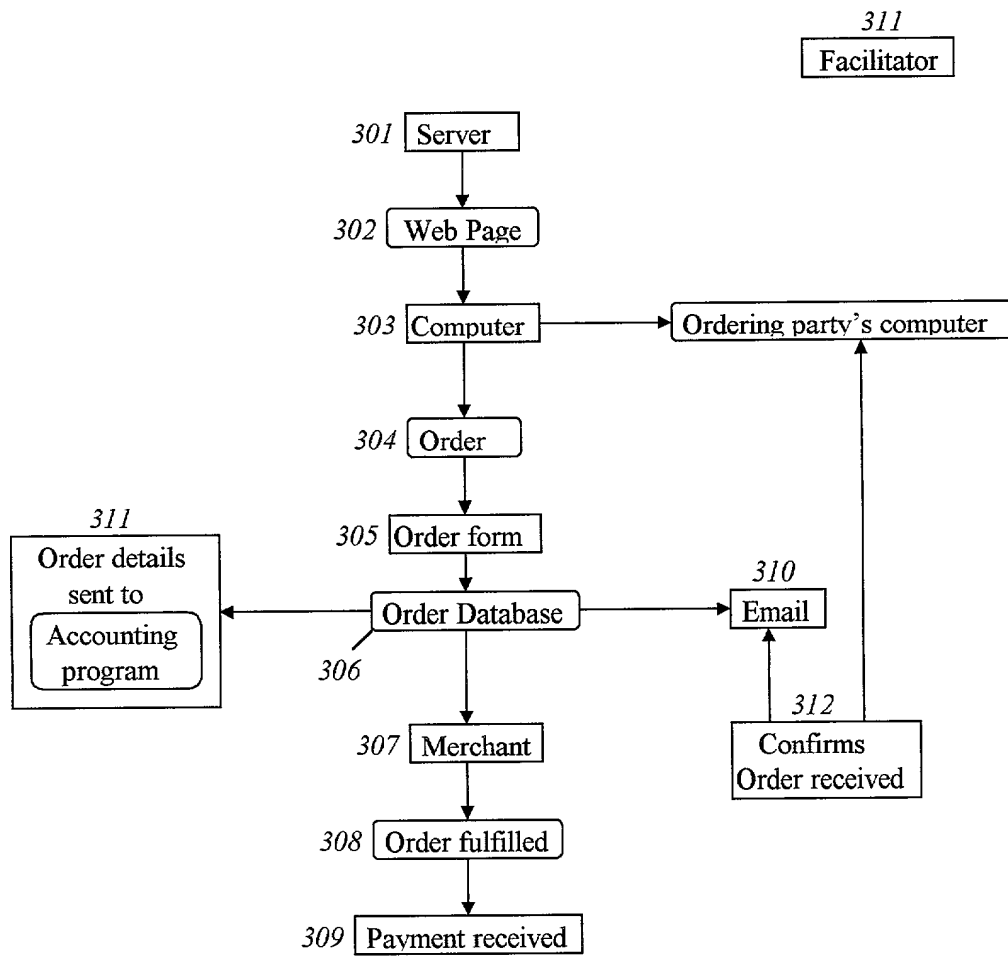 311
Facilitator
301 Server
302 Web Page
303 Computer
Ordering party's computer
304 Order
305 Order form
311
Order details
sent to
Accounting
program
Order Database
306
310
Email
312
Confirms
Order received
307 Merchant
308 Order fulfilled
309 Payment received